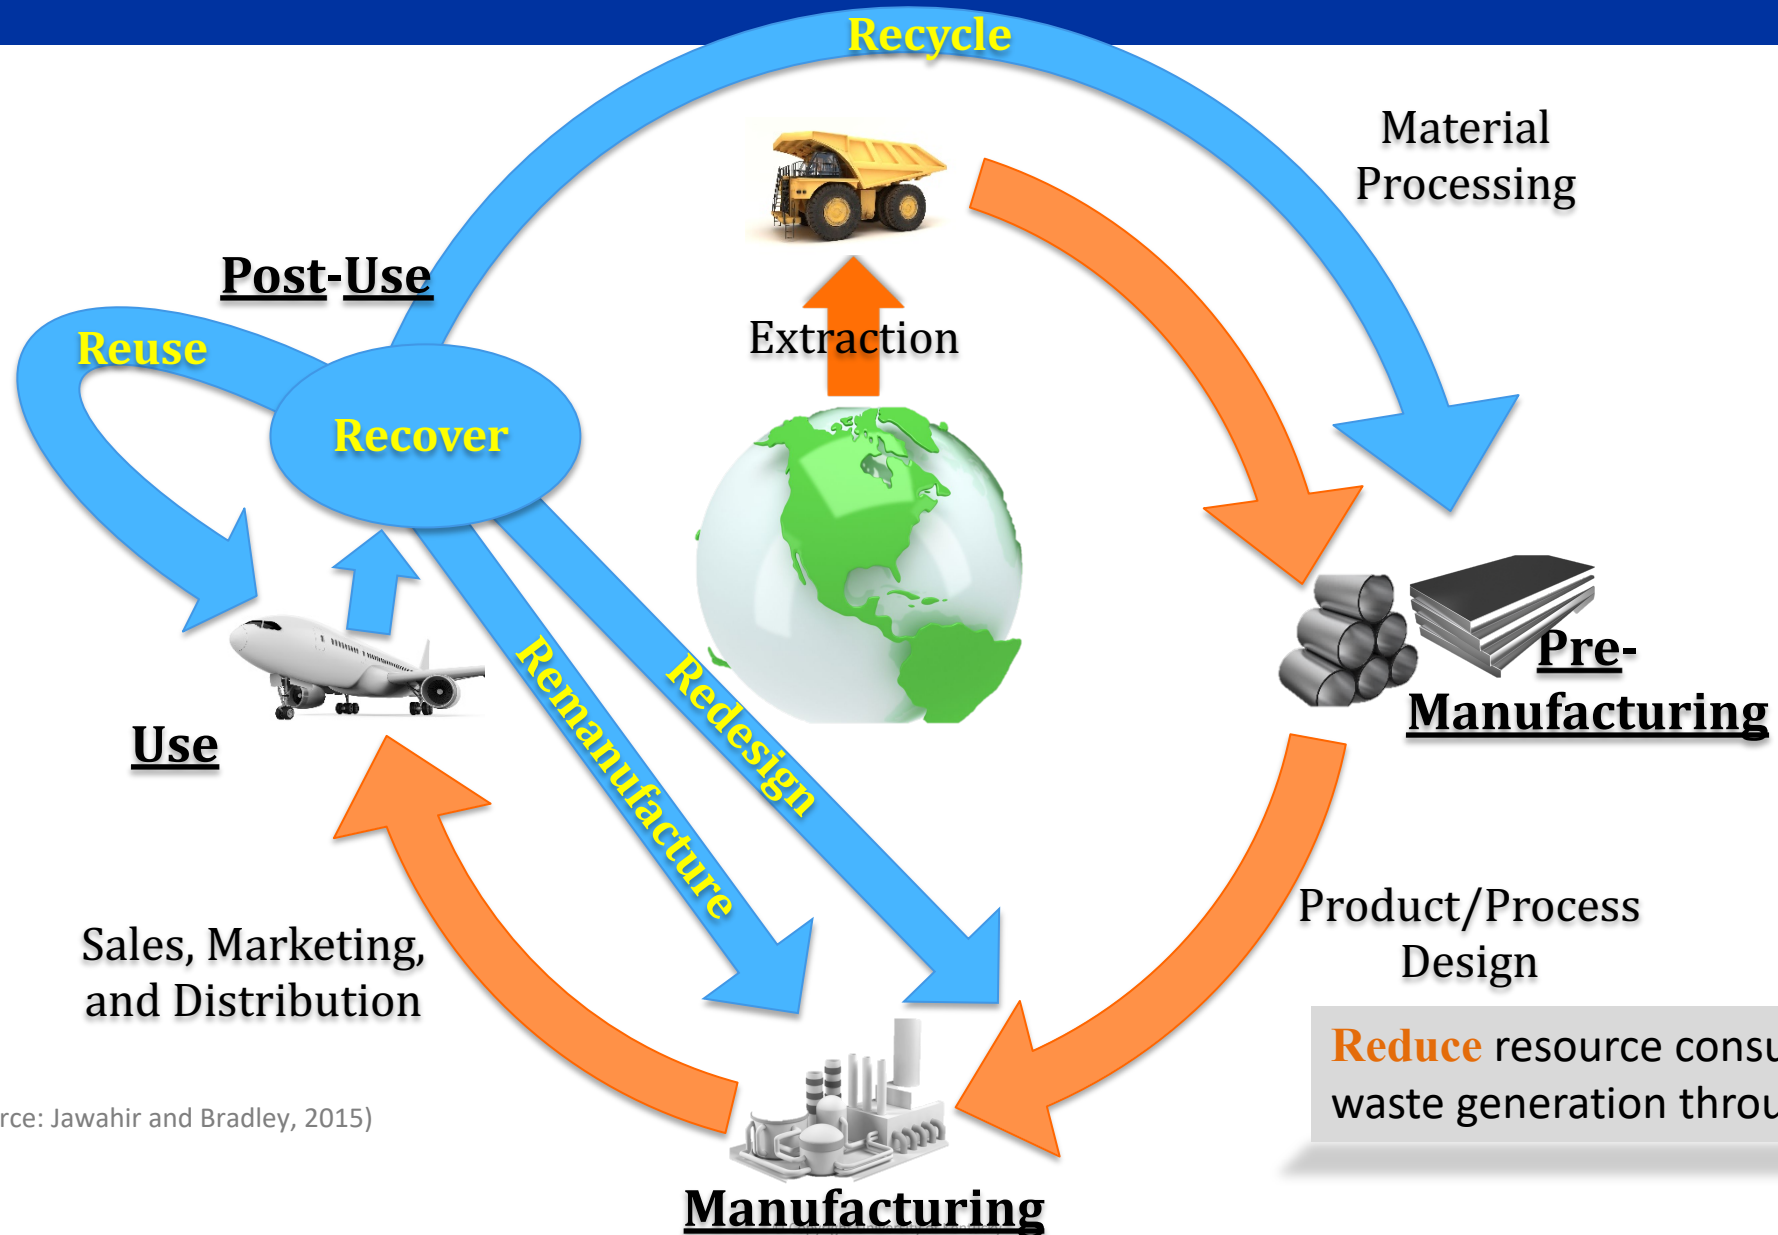 Recycle
Material
Processing
Post-Use
Reuse
Extraction
Recover
Pre-
Manufacturing
Remanufacture
Redesign
Use
Product/Process
Design
Sales, Marketing,
and Distribution
Reduce resource consu
waste generation throu
rce: Jawahir and Bradley, 2015)
Manufacturing